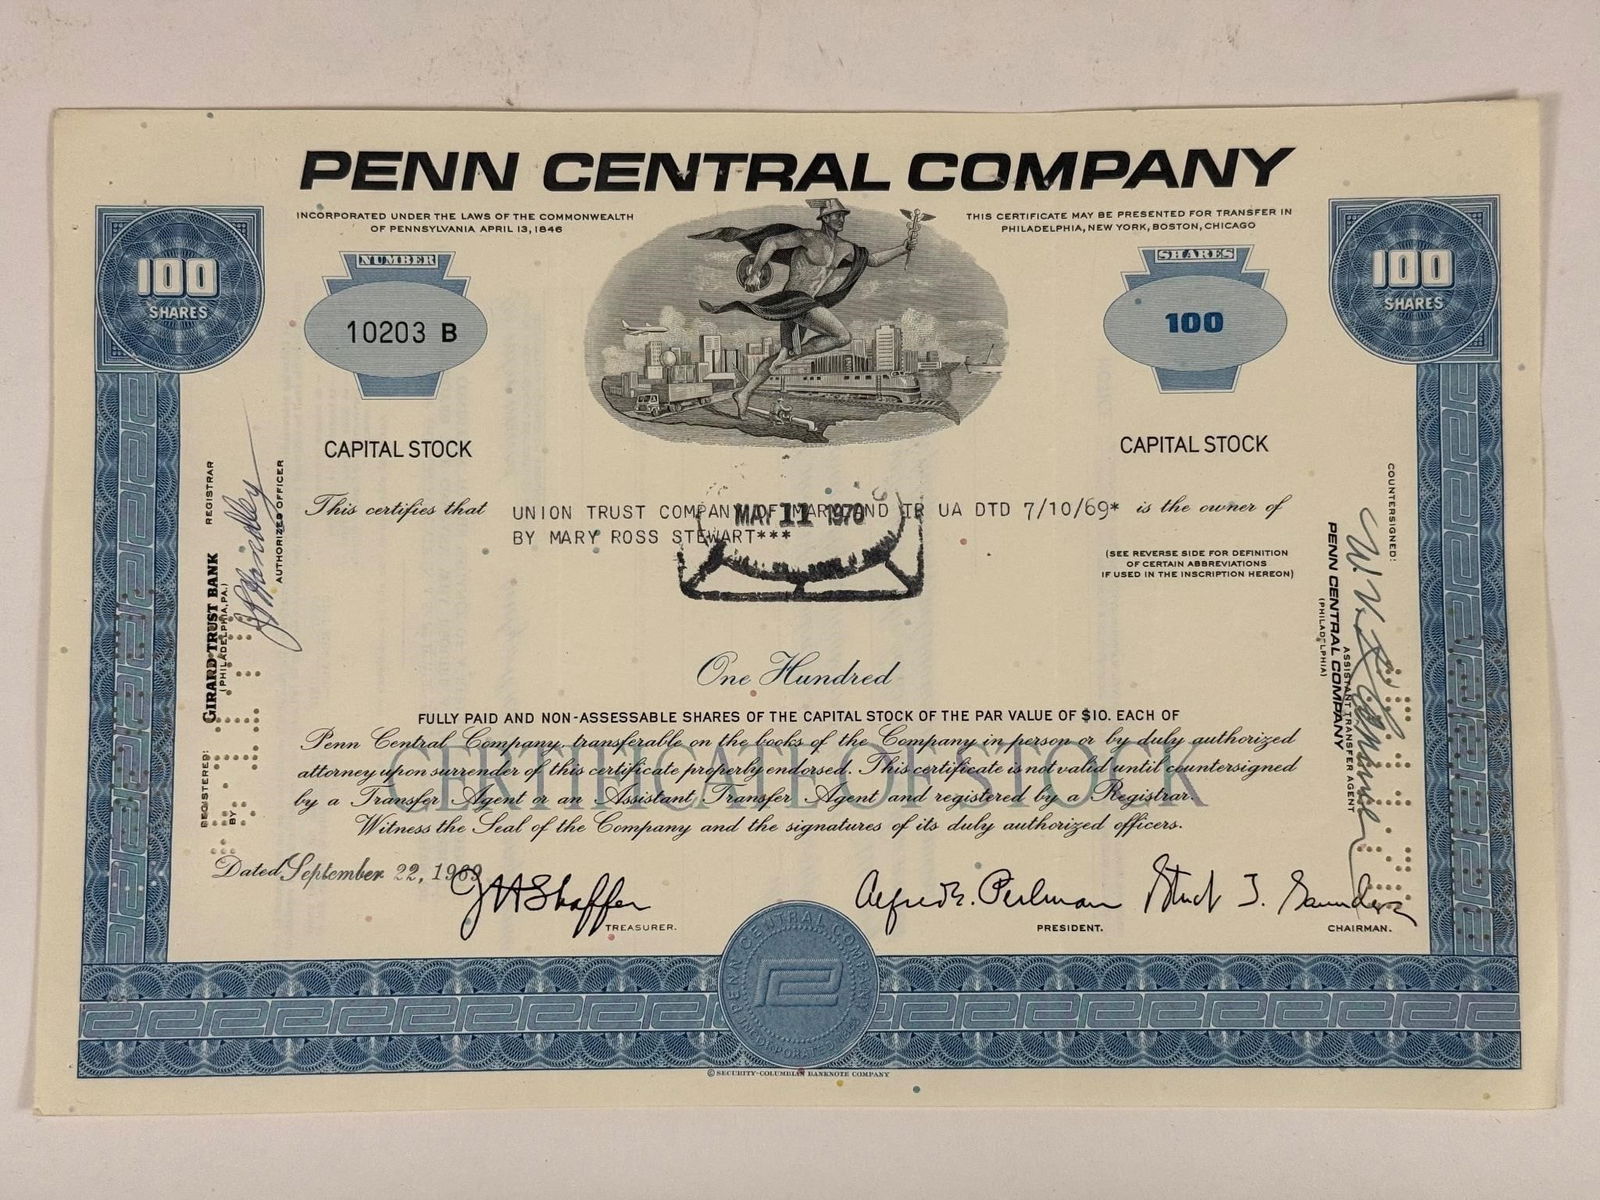 PENN CENTRAL COMPANY
INCORPORATED UNDER THE LAWS OF THE COMMONWEALTH
OF PENNSYLVANIA APRIL 13, 1846
THIS CERTIFICATE MAY BE PRESENTED FOR TRANSFER IN
PHILADELPHIA, NEW YORK, BOSTON, CHICAGO
100
SHARES
NUMBER
10203 B
SHARES
100
100
SHARES
CAPITAL STOCK
CAPITAL STOCK
This certifies that UNION TRUST COMPANY OF MARYLAND TR UA DTD 7/10/69* is the owner of
MAY 11 1970
BY MARY ROSS STEWART***
(SEE REVERSE SIDE FOR DEFINITION
OF CERTAIN ABBREVIATIONS
IF USED IN THE INSCRIPTION HEREON)
One Hundred
FULLY PAID AND NON-ASSESSABLE SHARES OF THE CAPITAL STOCK OF THE PAR VALUE OF $10. EACH OF
CERTIFICATE OF STOCK
Penn Central Company, transferable on the books of the Company in person or by duly authorized
attorney upon surrender of this certificate properly endorsed. This certificate is not valid until countersigned
by a Transfer Agent or an Assistant Transfer Agent and registered by a Registrar.
Witness the Seal of the Company and the signatures of its duly authorized officers.
Dated, September 22, 1969
TREASURER.
Alfred E. Perlman
PRESIDENT.
Stuart T. Saunders
CHAIRMAN.
REGISTERED:
GIRARD TRUST BANK
(PHILADELPHIA, PA.)
REGISTRAR
BY
AUTHORIZED OFFICER
COUNTERSIGNED:
PENN CENTRAL COMPANY
(PHILADELPHIA)
ASSISTANT TRANSFER AGENT
PENN CENTRAL COMPANY
INCORPORATED 1846
© SECURITY-COLUMBIAN BANKNOTE COMPANY